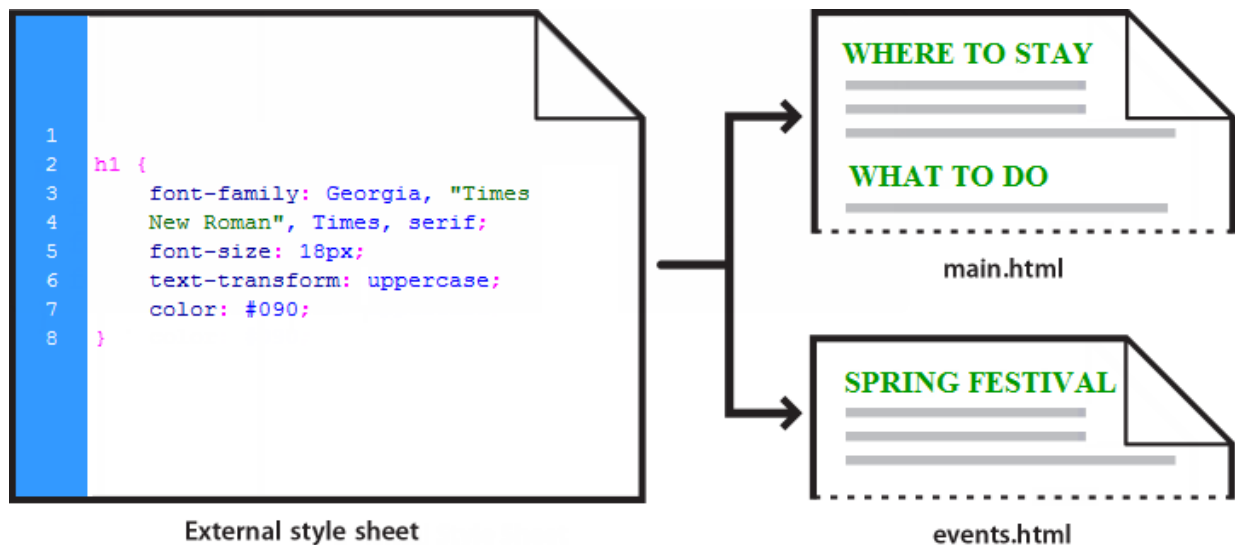 1
2 h1 {
3 font-family: Georgia, "Times
4 New Roman", Times, serif;
5 font-size: 18px;
6 text-transform: uppercase;
7 color: #090;
8 }
External style sheet
WHERE TO STAY
WHAT TO DO
main.html
SPRING FESTIVAL
events.html